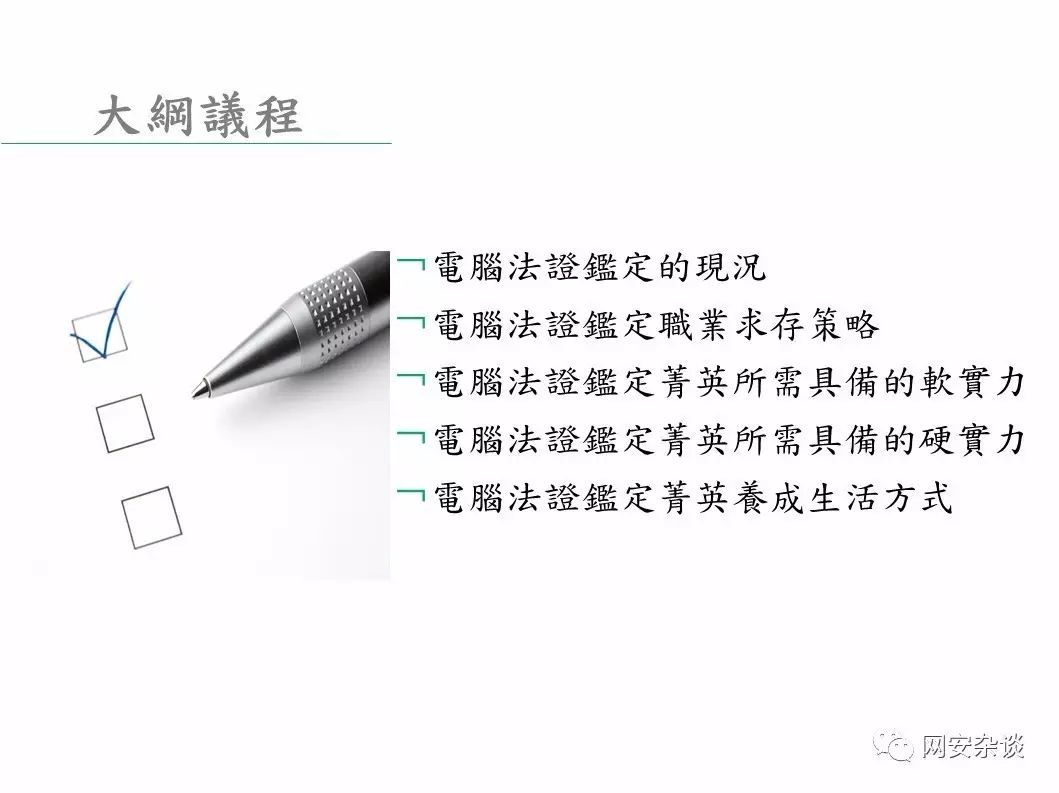 大綱議程
電腦法證鑑定的現況
電腦法證鑑定職業求存策略
電腦法證鑑定菁英所需具備的軟實力
電腦法證鑑定菁英所需具備的硬實力
電腦法證鑑定菁英養成生活方式
网安杂谈